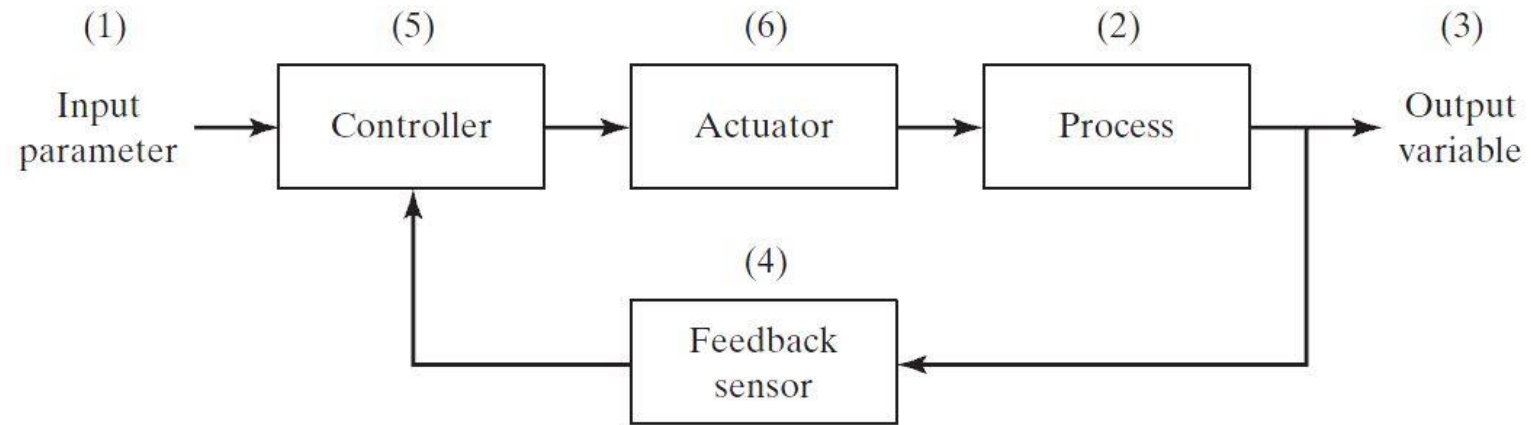 (1)
(5)
(6)
(2)
(3)
Input
parameter
Controller
Actuator
Process
Output
variable
(4)
Feedback
sensor